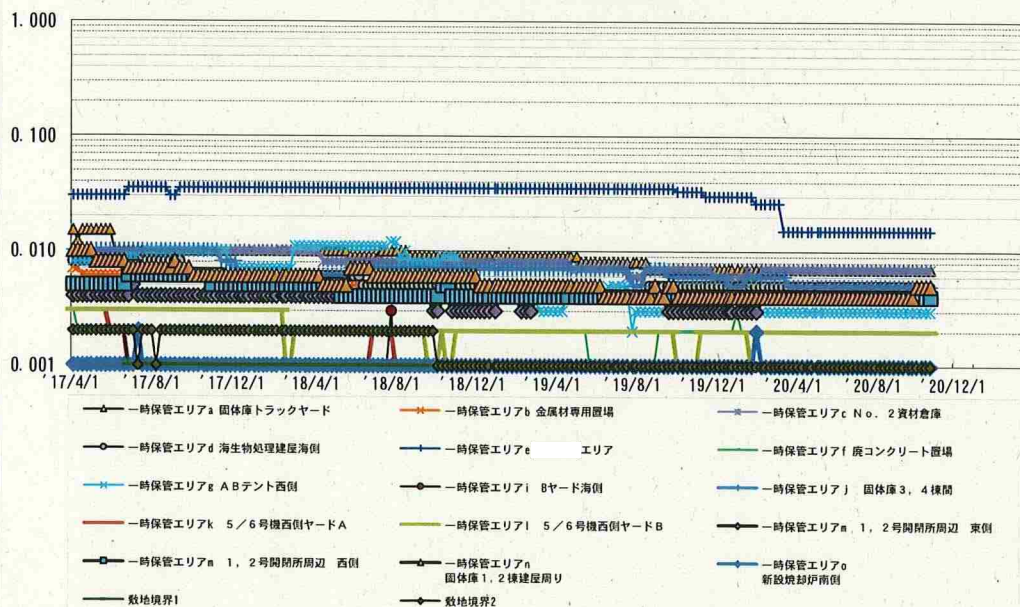 1.000
0.100
0.010
0.001
17/4/1 17/8/1 17/12/1 18/4/1 18/8/1 18/12/1 19/4/1 19/8/1 19/12/1 20/4/1 20/8/1 20/12/1
一時保管エリアa 固体庫トラックヤード
一時保管エリアb 金属材専用置場
一時保管エリアc No.2資材倉庫
一時保管エリアd 海生物処理建屋海側
一時保管エリアe エリア
一時保管エリアf 廃コンクリート置場
一時保管エリアg ABテント西側
一時保管エリアi Bヤード海側
一時保管エリアj 固体庫3,4棟間
一時保管エリアk 5/6号機西側ヤードA
一時保管エリアl 5/6号機西側ヤードB
一時保管エリアm 1,2号開閉所周辺 東側
一時保管エリアm 1,2号開閉所周辺 西側
一時保管エリアn
固体庫1,2棟建屋周り
一時保管エリアo
新設焼却炉南側
敷地境界1
敷地境界2